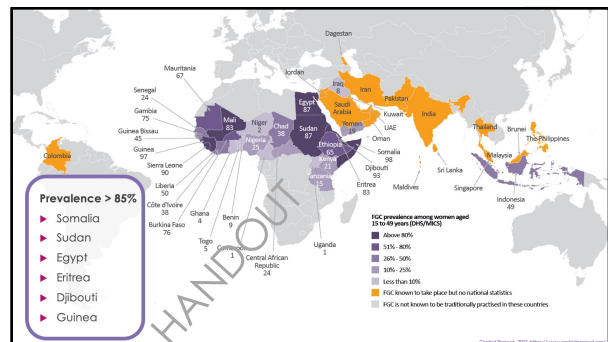 Dagestan
Mauritania
67
Jordan
Iraq
8
Iran
Senegal
24
Egypt
87
Saudi
Arabia
Pakistan
Gambia
75
Mali
83
Niger
2
Chad
38
Sudan
87
Kuwait
India
Guinea Bissau
45
Yemen
19
UAE
Thailand
Brunei
The Philippines
Guinea
97
Nigeria
25
Ethiopia
65
Oman
Colombia
Sierra Leone
90
Kenya
21
Somalia
98
Malaysia
Liberia
50
Tanzania
15
Djibouti
93
Sri Lanka
Côte d'Ivoire
38
Eritrea
83
Maldives
Singapore
Burkina Faso
76
Ghana
4
Benin
9
Indonesia
49
Togo
5
1
Central African
Republic
24
Uganda
1
Prevalence > 85%
Somalia
Sudan
Egypt
Eritrea
Djibouti
Guinea
FGC prevalence among women aged
15 to 49 years (DHS/MICS)
Above 80%
51% - 80%
26% - 50%
10% - 25%
Less than 10%
FGC known to take place but no national statistics
FGC is not known to be traditionally practised in these countries
HANDOUT